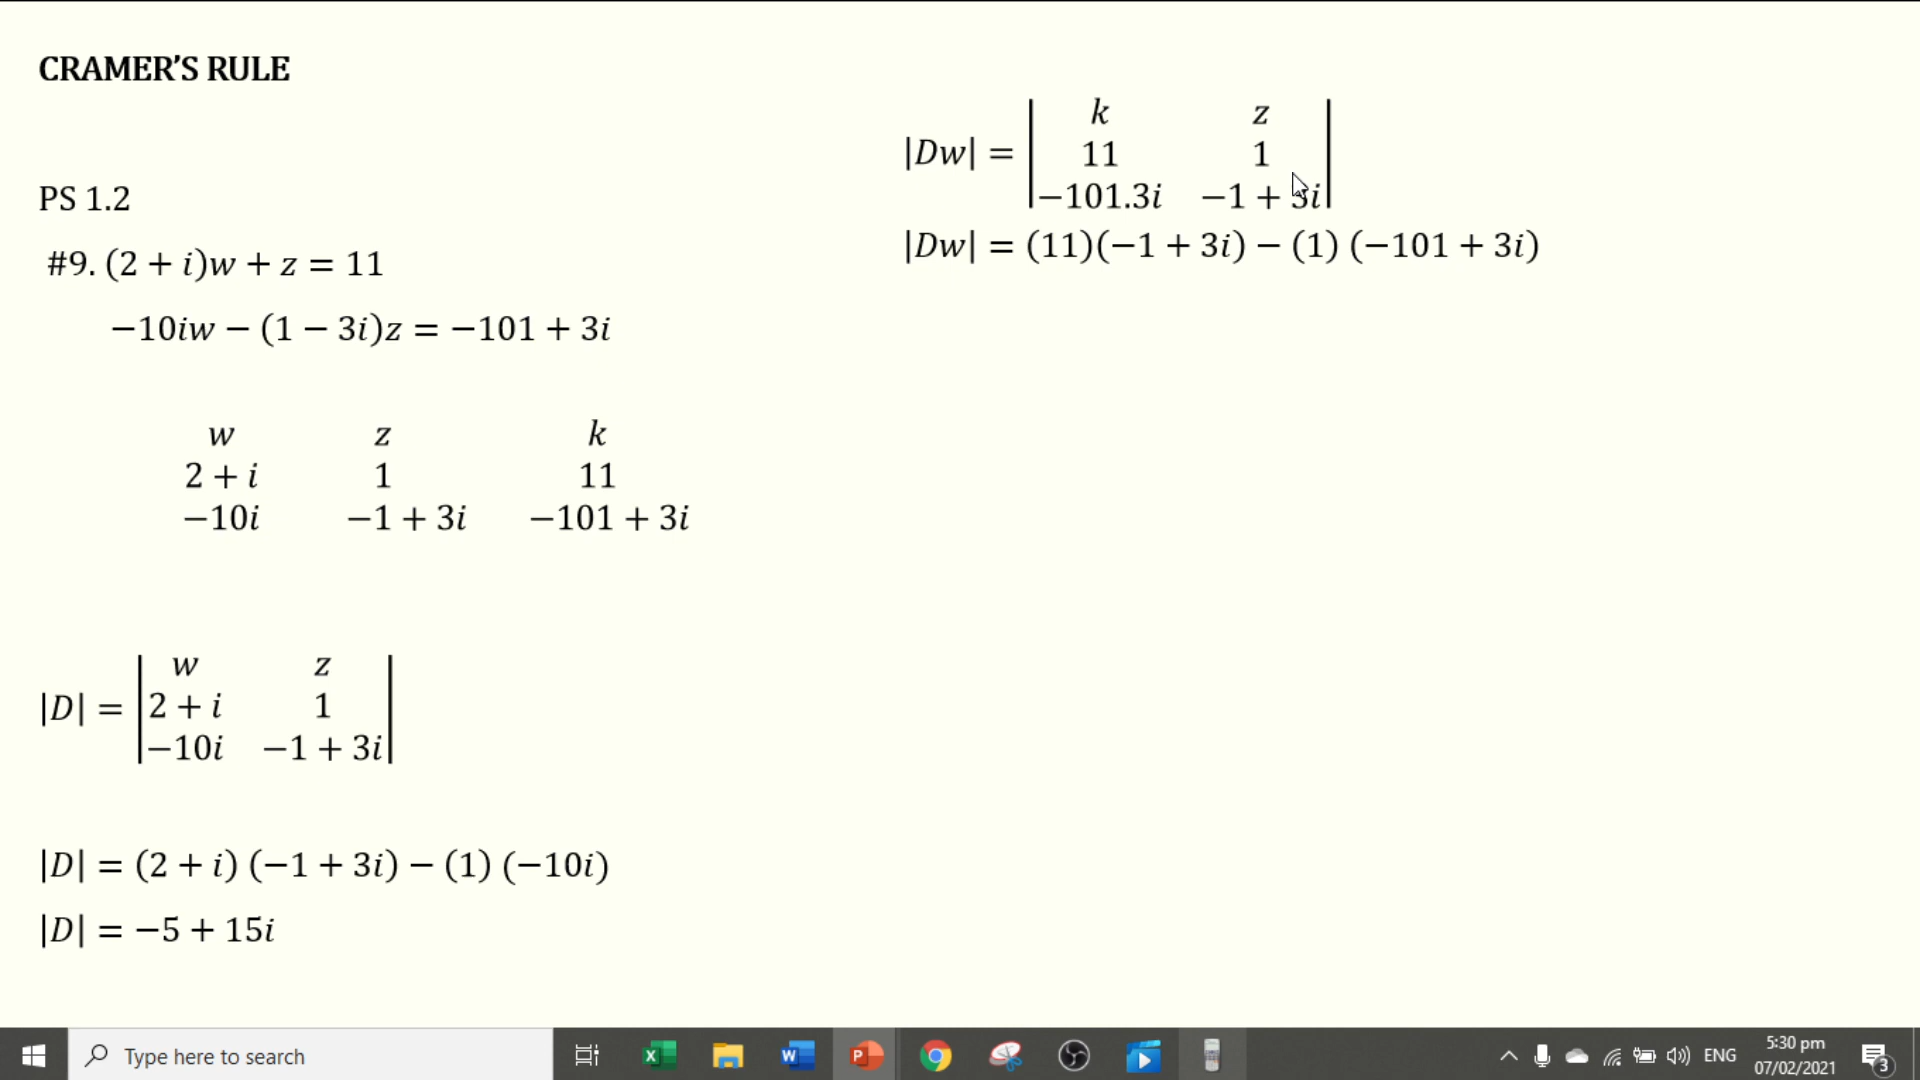 CRAMER'S RULE
PS 1.2
#9. (2 + i)w + z = 11
−10iw − (1 − 3i)z = −101 + 3i
w z k
2 + i 1 11
−10i −1 + 3i −101 + 3i
w z
|D| = |2 + i 1|
−10i −1 + 3i
|D| = (2 + i) (−1 + 3i) − (1) (−10i)
|D| = −5 + 15i
k z
|Dw| = |11 1|
−101.3i −1 + 3i
|Dw| = (11)(−1 + 3i) − (1) (−101 + 3i)
Type here to search
ENG
5:30 pm
07/02/2021
3